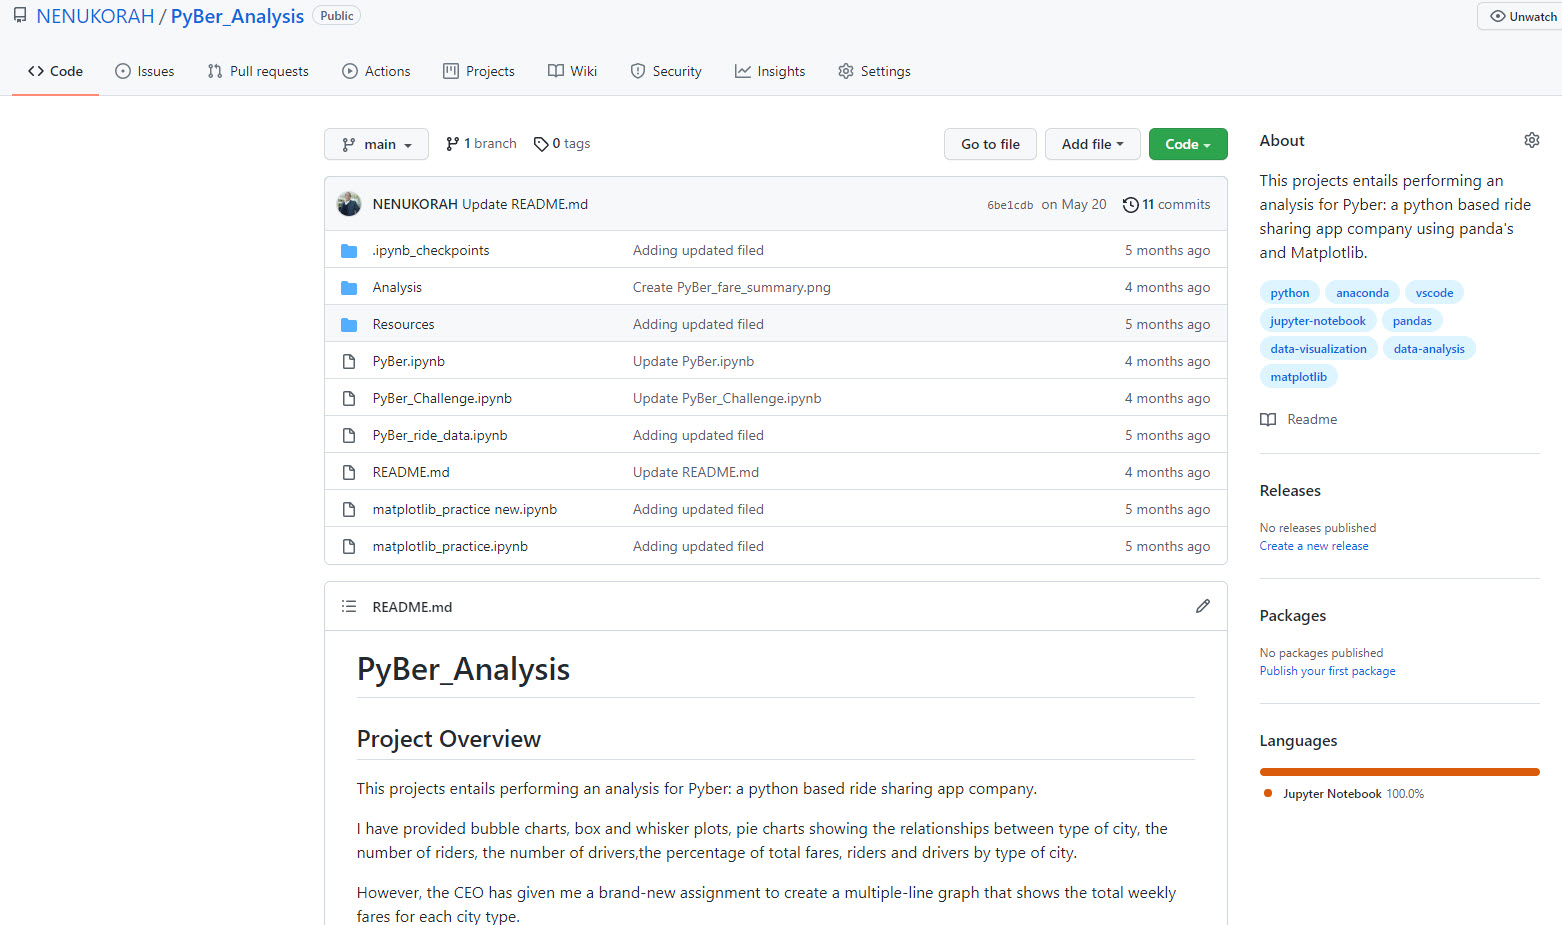 NENUKORAH / PyBer_Analysis Public
Unwatch
Code Issues Pull requests Actions Projects Wiki Security Insights Settings
main 1 branch 0 tags Go to file Add file Code
NENUKORAH Update README.md 6be1cdb on May 20 11 commits
.ipynb_checkpoints Adding updated filed 5 months ago
Analysis Create PyBer_fare_summary.png 4 months ago
Resources Adding updated filed 5 months ago
PyBer.ipynb Update PyBer.ipynb 4 months ago
PyBer_Challenge.ipynb Update PyBer_Challenge.ipynb 4 months ago
PyBer_ride_data.ipynb Adding updated filed 5 months ago
README.md Update README.md 4 months ago
matplotlib_practice new.ipynb Adding updated filed 5 months ago
matplotlib_practice.ipynb Adding updated filed 5 months ago
README.md
PyBer_Analysis
Project Overview
This projects entails performing an analysis for Pyber: a python based ride sharing app company.
I have provided bubble charts, box and whisker plots, pie charts showing the relationships between type of city, the
number of riders, the number of drivers,the percentage of total fares, riders and drivers by type of city.
However, the CEO has given me a brand-new assignment to create a multiple-line graph that shows the total weekly
fares for each city type.
About
This projects entails performing an
analysis for Pyber: a python based ride
sharing app company using panda's
and Matplotlib.
python anaconda vscode
jupyter-notebook pandas
data-visualization data-analysis
matplotlib
Readme
Releases
No releases published
Create a new release
Packages
No packages published
Publish your first package
Languages
Jupyter Notebook 100.0%